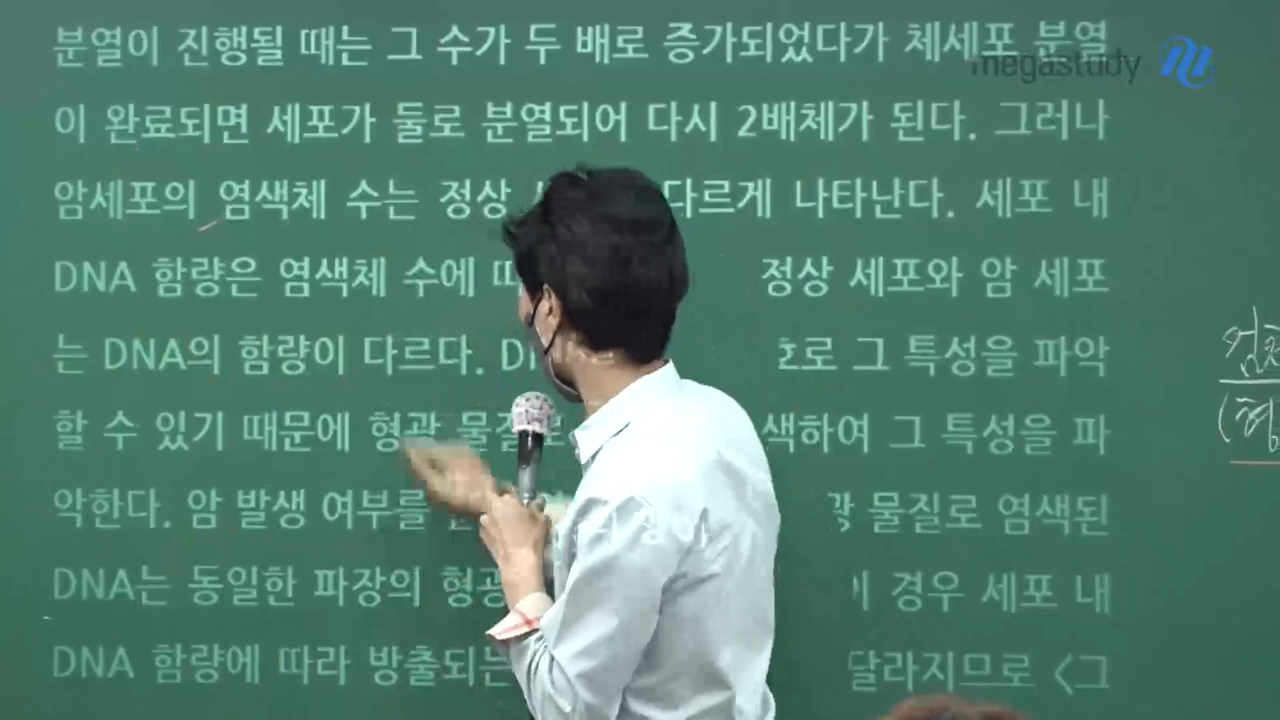 분열이 진행될 때는 그 수가 두 배로 증가되었다가 체세포 분열
megastudy
이 완료되면 세포가 둘로 분열되어 다시 2배체가 된다. 그러나
암세포의 염색체 수는 정상 다르게 나타난다. 세포 내
DNA 함량은 염색체 수에 정상 세포와 암 세포
는 DNA의 함량이 다르다. 그 특성을 파악
할 수 있기 때문에 형광 그 특성을 파
악한다. 암 발생 여부를 물질로 염색된
DNA는 동일한 파장의 형광 경우 세포 내
DNA 함량에 따라 방출되는 달라지므로 <그